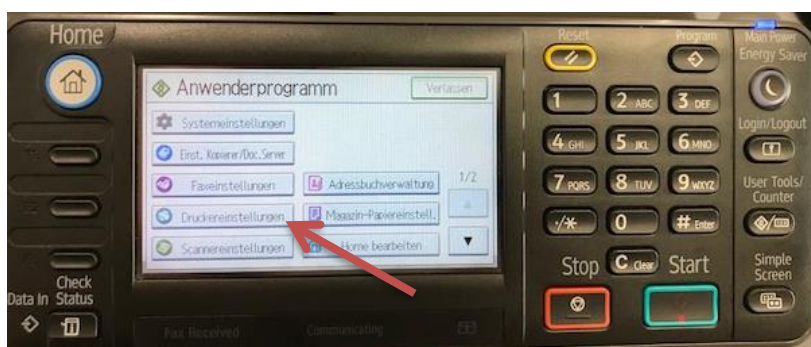 Home
Anwenderprogramm
Verlassen
Systemeinstellungen
Einst. Kopierer/Doc.Server
Faxeinstellungen
Adressbuchverwaltung
1/2
Druckereinstellungen
Magazin-Papiereinstell.
Scannereinstellungen
Home bearbeiten
Check
Status
Data In
Fax Received
Communicating
Reset
Program
Main Power
Energy Saver
1
2 ABC
3 DEF
Login/Logout
4 GHI
5 JKL
6 MNO
7 PQRS
8 TUV
9 WXYZ
User Tools/
Counter
·/*
0
# Enter
Stop
C Clear
Start
Simple
Screen